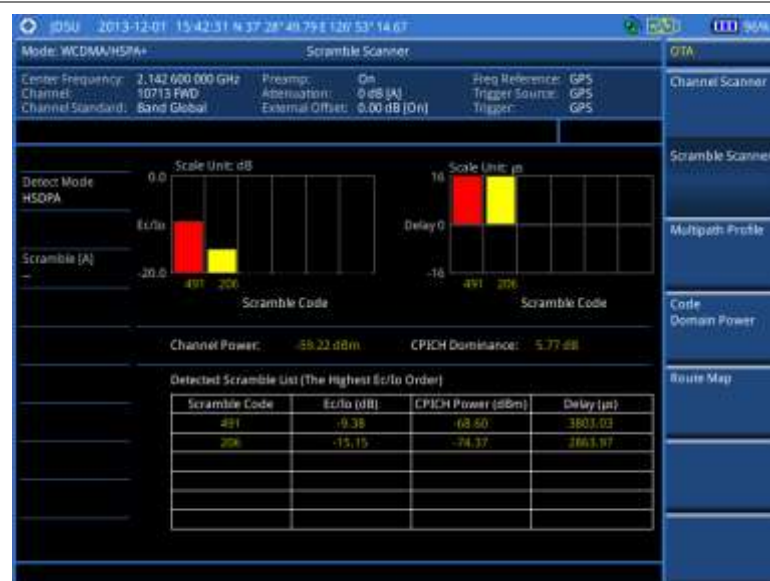 JDSU 2013-12-01 15:42:31 N 37° 28" 49.79 E 126° 53" 14.67 96%
Mode: WCDMA/HSPA+ Scramble Scanner OTA
Center Frequency: 2.142 600 000 GHz Preamp: On Freq Reference: GPS
Channel: 10713 FWD Attenuation: 0 dB [A] Trigger Source: GPS
Channel Standard: Band Global External Offset: 0.00 dB [On] Trigger: GPS
Channel Scanner
Scramble Scanner
Multipath Profile
Code
Domain Power
Route Map
Detect Mode
HSDPA
Scramble [A]
--
Scale Unit: dB
0.0
Ec/Io
-20.0
491 206
Scramble Code
Scale Unit: µs
16
Delay 0
-16
491 206
Scramble Code
Channel Power: -59.22 dBm CPICH Dominance: 5.77 dB
Detected Scramble List (The Highest Ec/Io Order)
Scramble Code Ec/Io (dB) CPICH Power (dBm) Delay (µs)
491 -9.38 -68.60 3803.03
206 -15.15 -74.37 2863.97